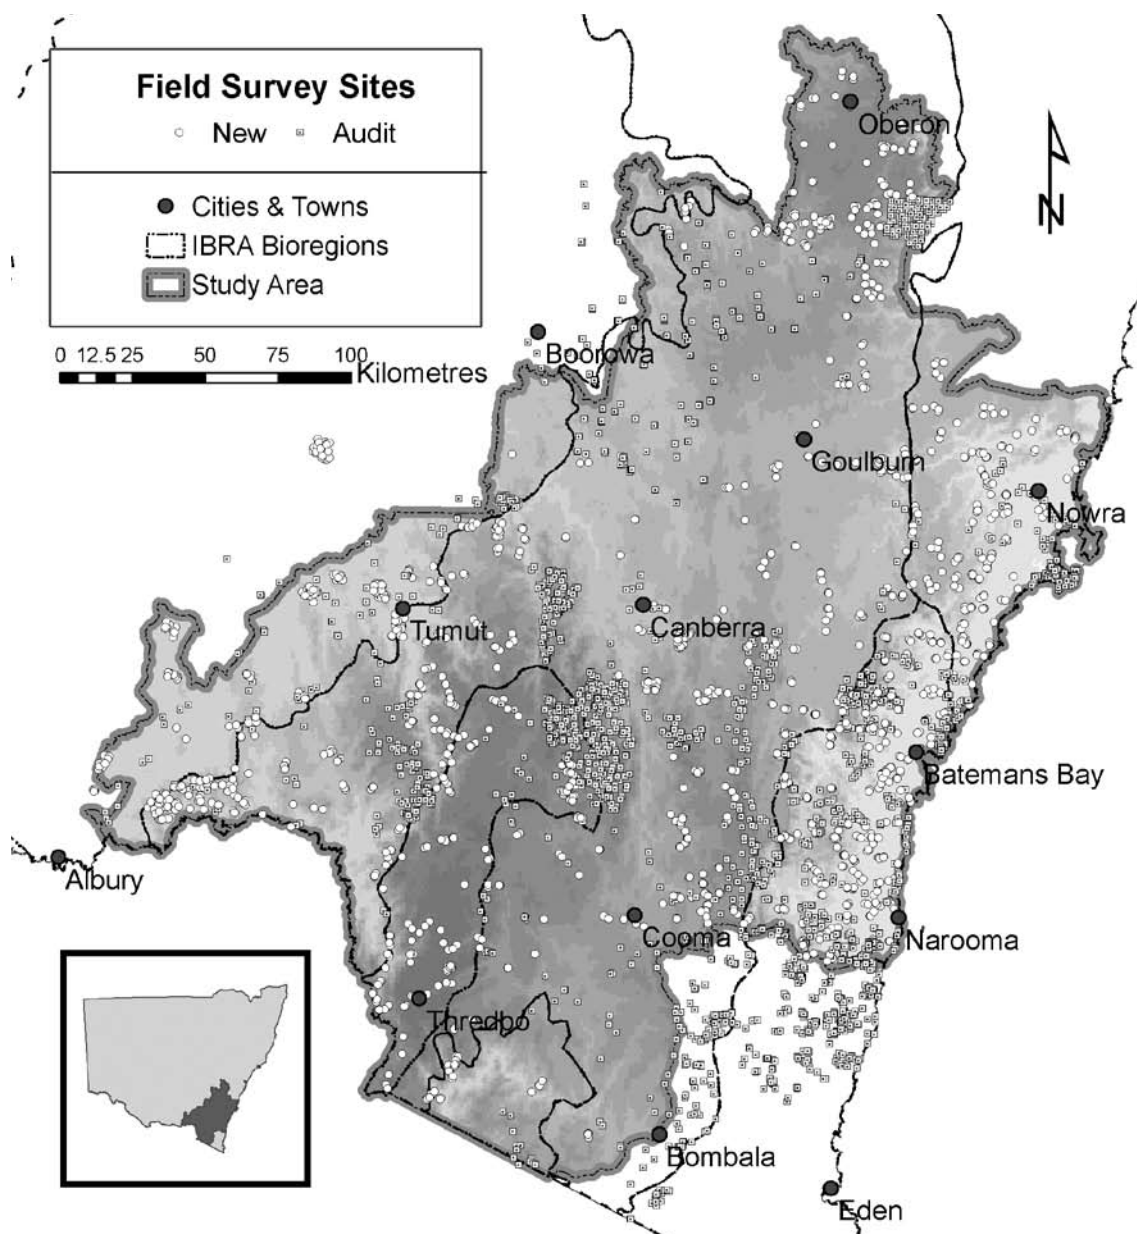 Field Survey Sites
New Audit
Cities & Towns
IBRA Bioregions
Study Area
0 12.5 25 50 75 100
Kilometres
N
Oberon
Boorowa
Goulburn
Nowra
Canberra
Tumut
Batemans Bay
Albury
Cooma
Narooma
Thredbo
Bombala
Eden